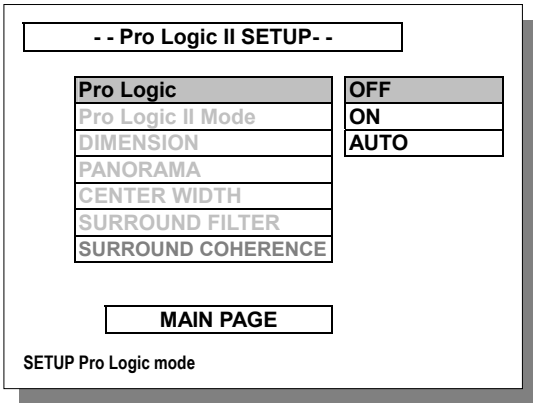 - - Pro Logic II SETUP- -
Pro Logic OFF
Pro Logic II Mode ON
DIMENSION AUTO
PANORAMA
CENTER WIDTH
SURROUND FILTER
SURROUND COHERENCE
MAIN PAGE
SETUP Pro Logic mode